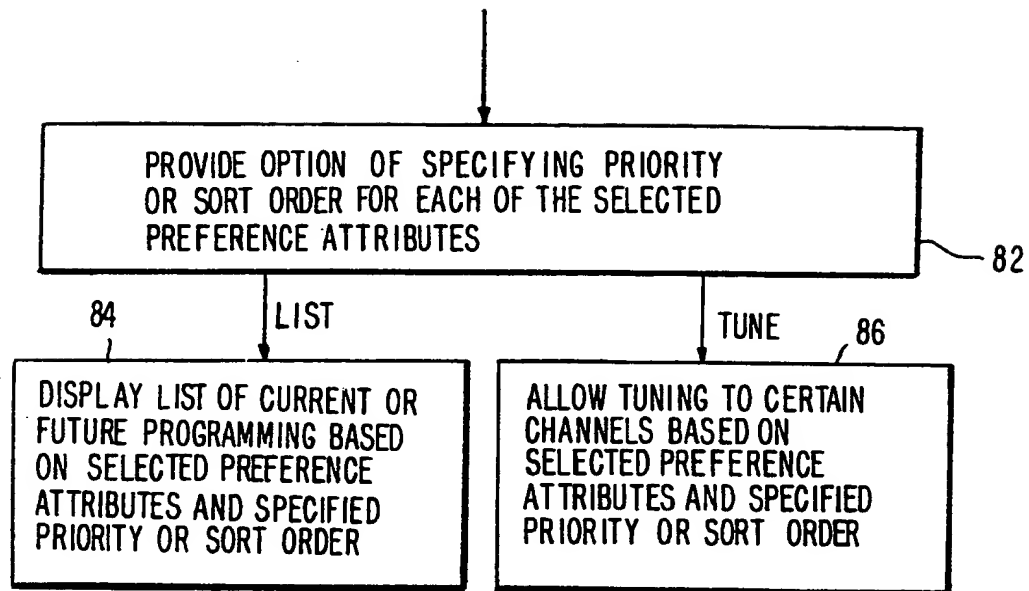 PROVIDE OPTION OF SPECIFYING PRIORITY
OR SORT ORDER FOR EACH OF THE SELECTED
PREFERENCE ATTRIBUTES
82
LIST
TUNE
84
86
DISPLAY LIST OF CURRENT OR
FUTURE PROGRAMMING BASED
ON SELECTED PREFERENCE
ATTRIBUTES AND SPECIFIED
PRIORITY OR SORT ORDER
ALLOW TUNING TO CERTAIN
CHANNELS BASED ON
SELECTED PREFERENCE
ATTRIBUTES AND SPECIFIED
PRIORITY OR SORT ORDER